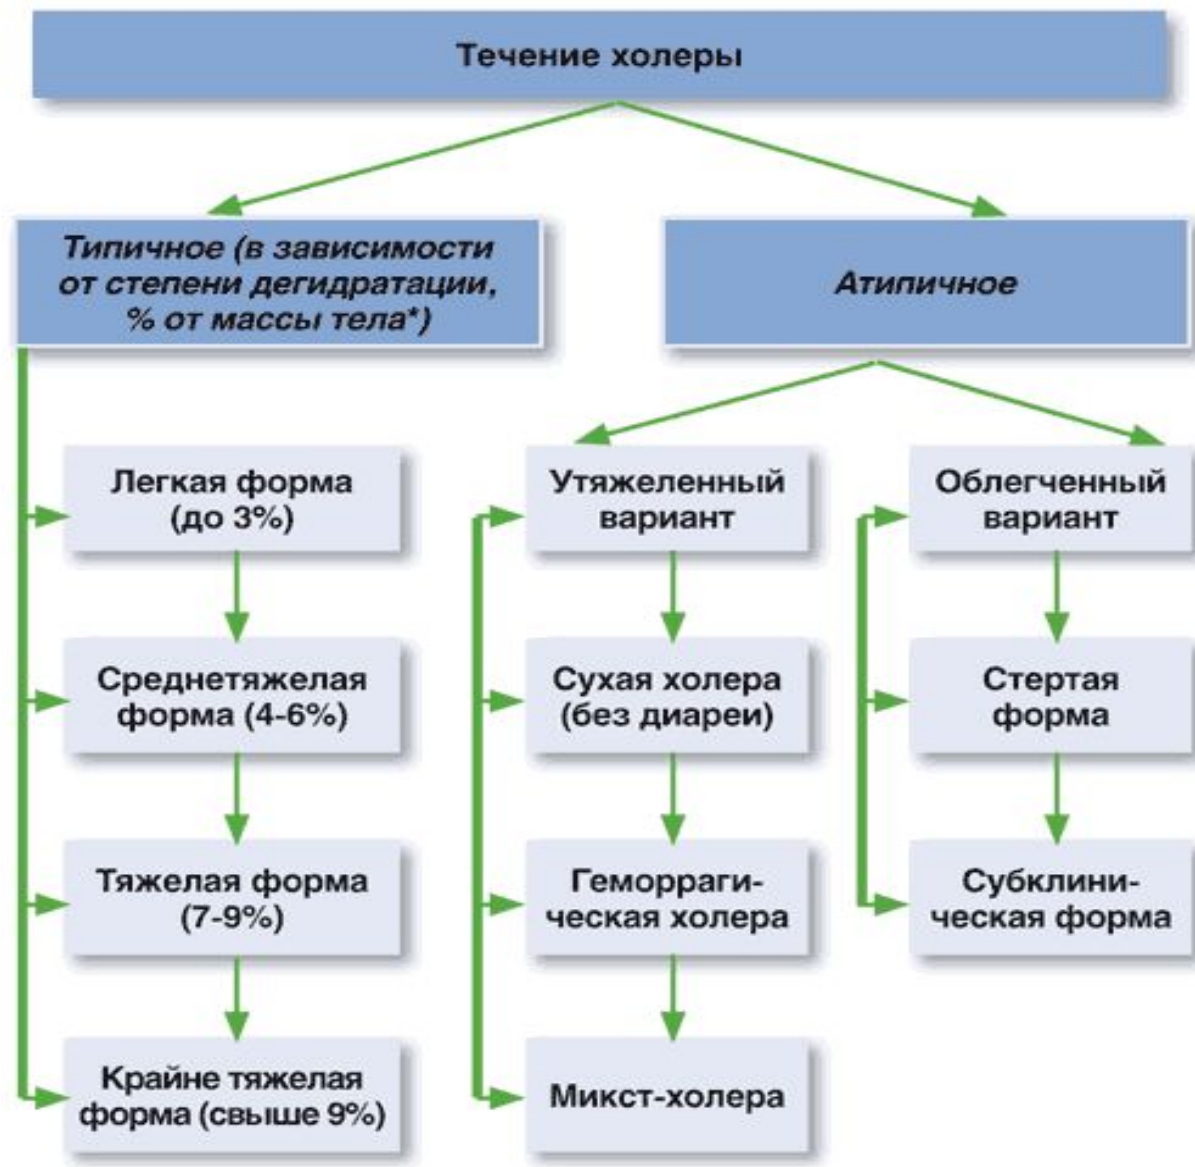 Течение холеры
Типичное (в зависимости
от степени дегидратации,
% от массы тела*)
Атипичное
Легкая форма
(до 3%)
Среднетяжелая
форма (4-6%)
Тяжелая форма
(7-9%)
Крайне тяжелая
форма (свыше 9%)
Утяжеленный
вариант
Сухая холера
(без диареи)
Геморраги-
ческая холера
Микст-холера
Облегченный
вариант
Стертая
форма
Субклини-
ческая форма